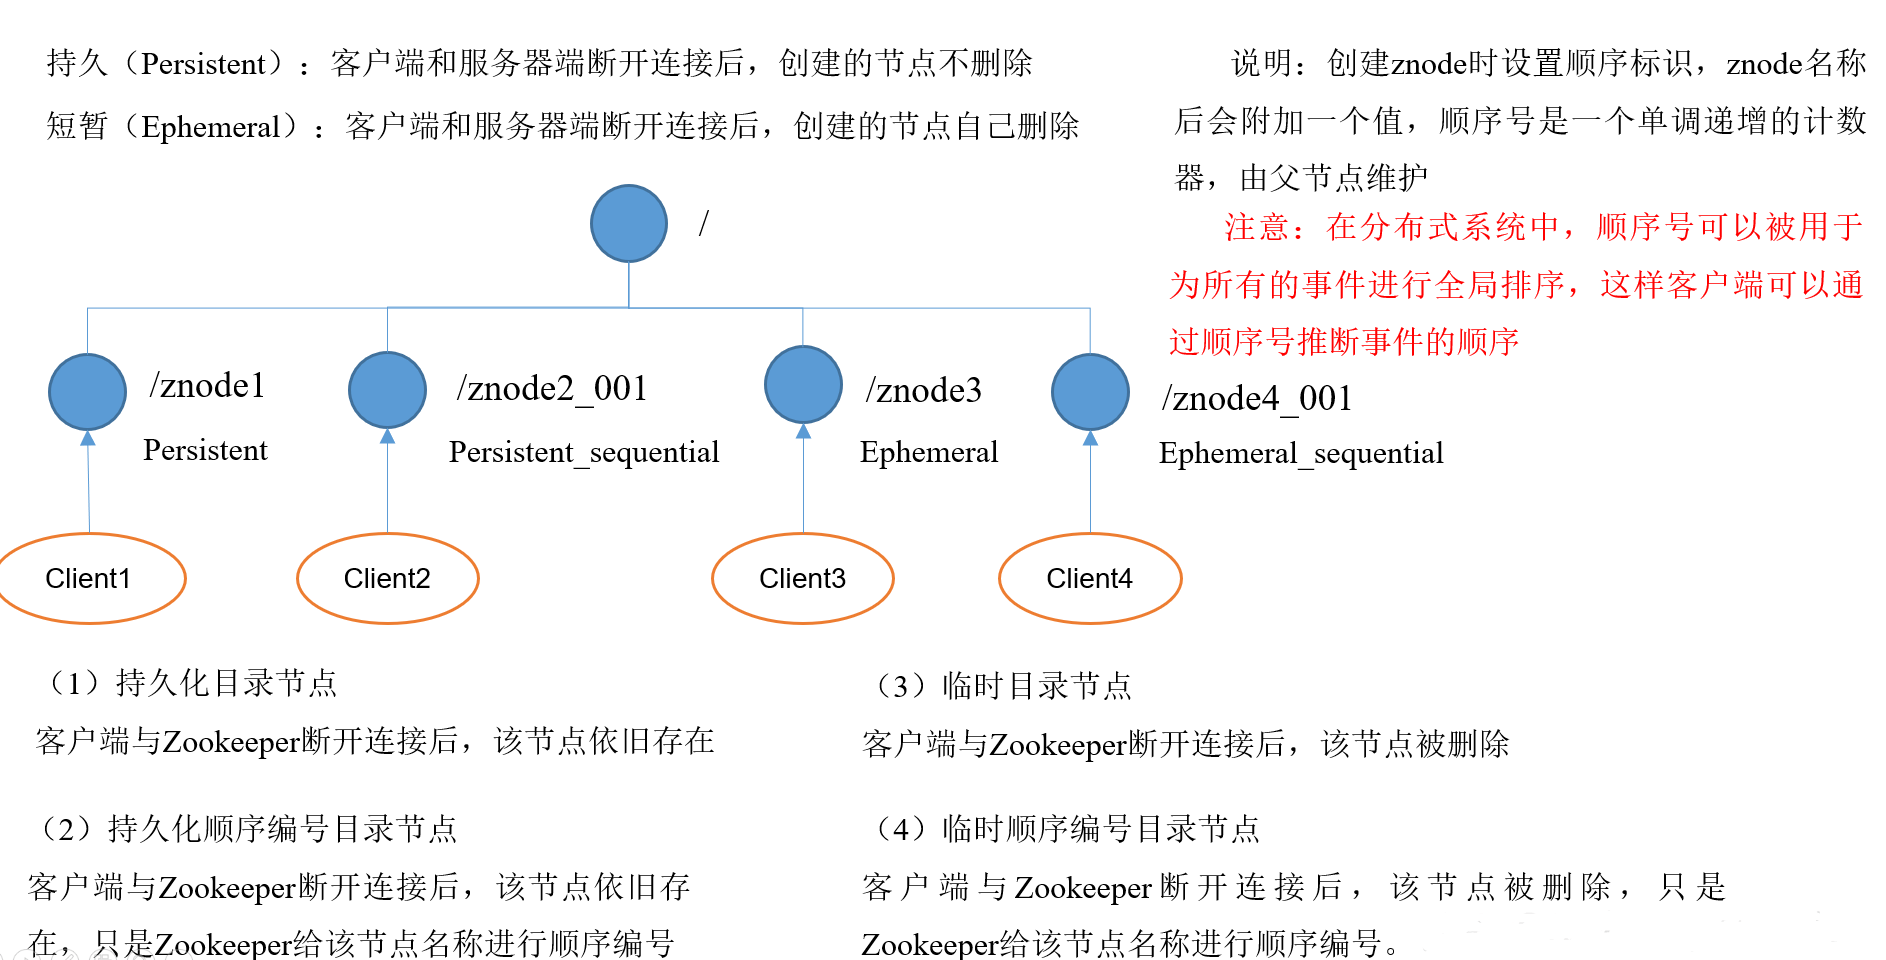 持久（Persistent）：客户端和服务器端断开连接后，创建的节点不删除
短暂（Ephemeral）：客户端和服务器端断开连接后，创建的节点自己删除
说明：创建znode时设置顺序标识，znode名称
后会附加一个值，顺序号是一个单调递增的计数
器，由父节点维护
注意：在分布式系统中，顺序号可以被用于
为所有的事件进行全局排序，这样客户端可以通
过顺序号推断事件的顺序
/
/znode1
Persistent
/znode2_001
Persistent_sequential
/znode3
Ephemeral
/znode4_001
Ephemeral_sequential
Client1
Client2
Client3
Client4
（1）持久化目录节点
客户端与Zookeeper断开连接后，该节点依旧存在
（2）持久化顺序编号目录节点
客户端与Zookeeper断开连接后，该节点依旧存
在，只是Zookeeper给该节点名称进行顺序编号
（3）临时目录节点
客户端与Zookeeper断开连接后，该节点被删除
（4）临时顺序编号目录节点
客户端与Zookeeper断开连接后，该节点被删除，只是
Zookeeper给该节点名称进行顺序编号。